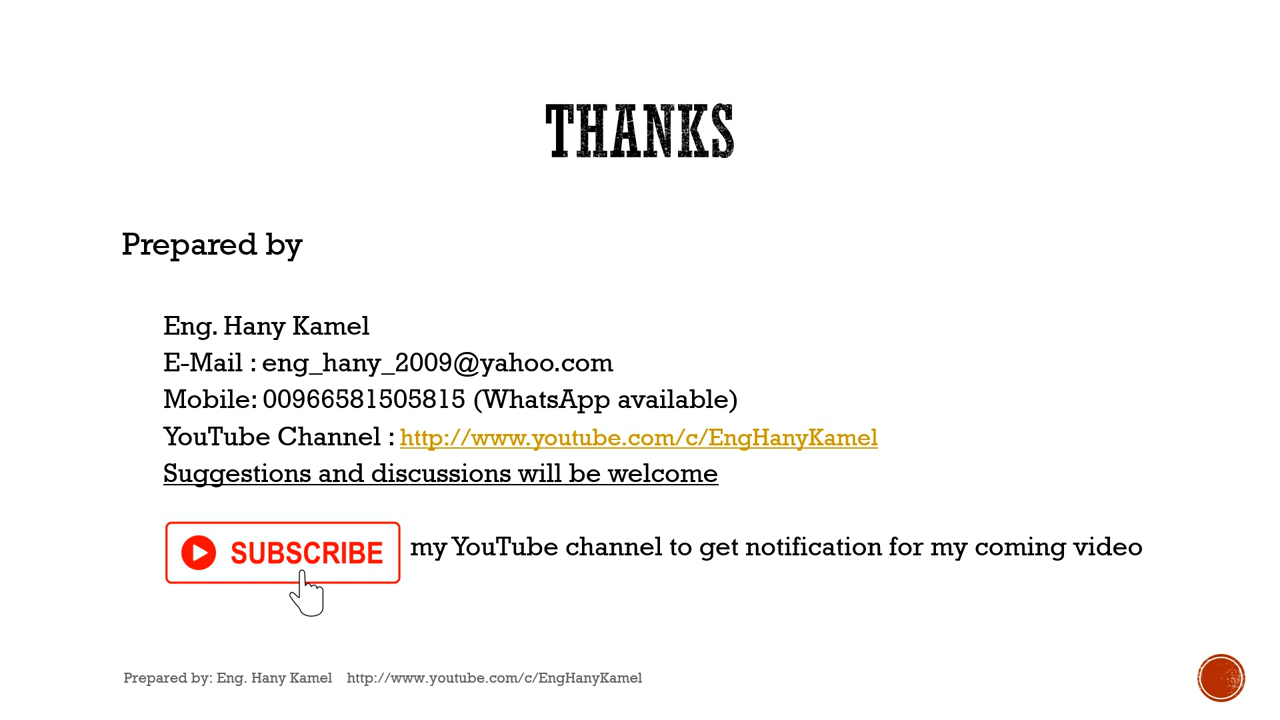 THANKS
Prepared by
Eng. Hany Kamel
E-Mail : eng_hany_2009@yahoo.com
Mobile: 00966581505815 (WhatsApp available)
YouTube Channel : http://www.youtube.com/c/EngHanyKamel
Suggestions and discussions will be welcome
SUBSCRIBE my YouTube channel to get notification for my coming video
Prepared by: Eng. Hany Kamel http://www.youtube.com/c/EngHanyKamel